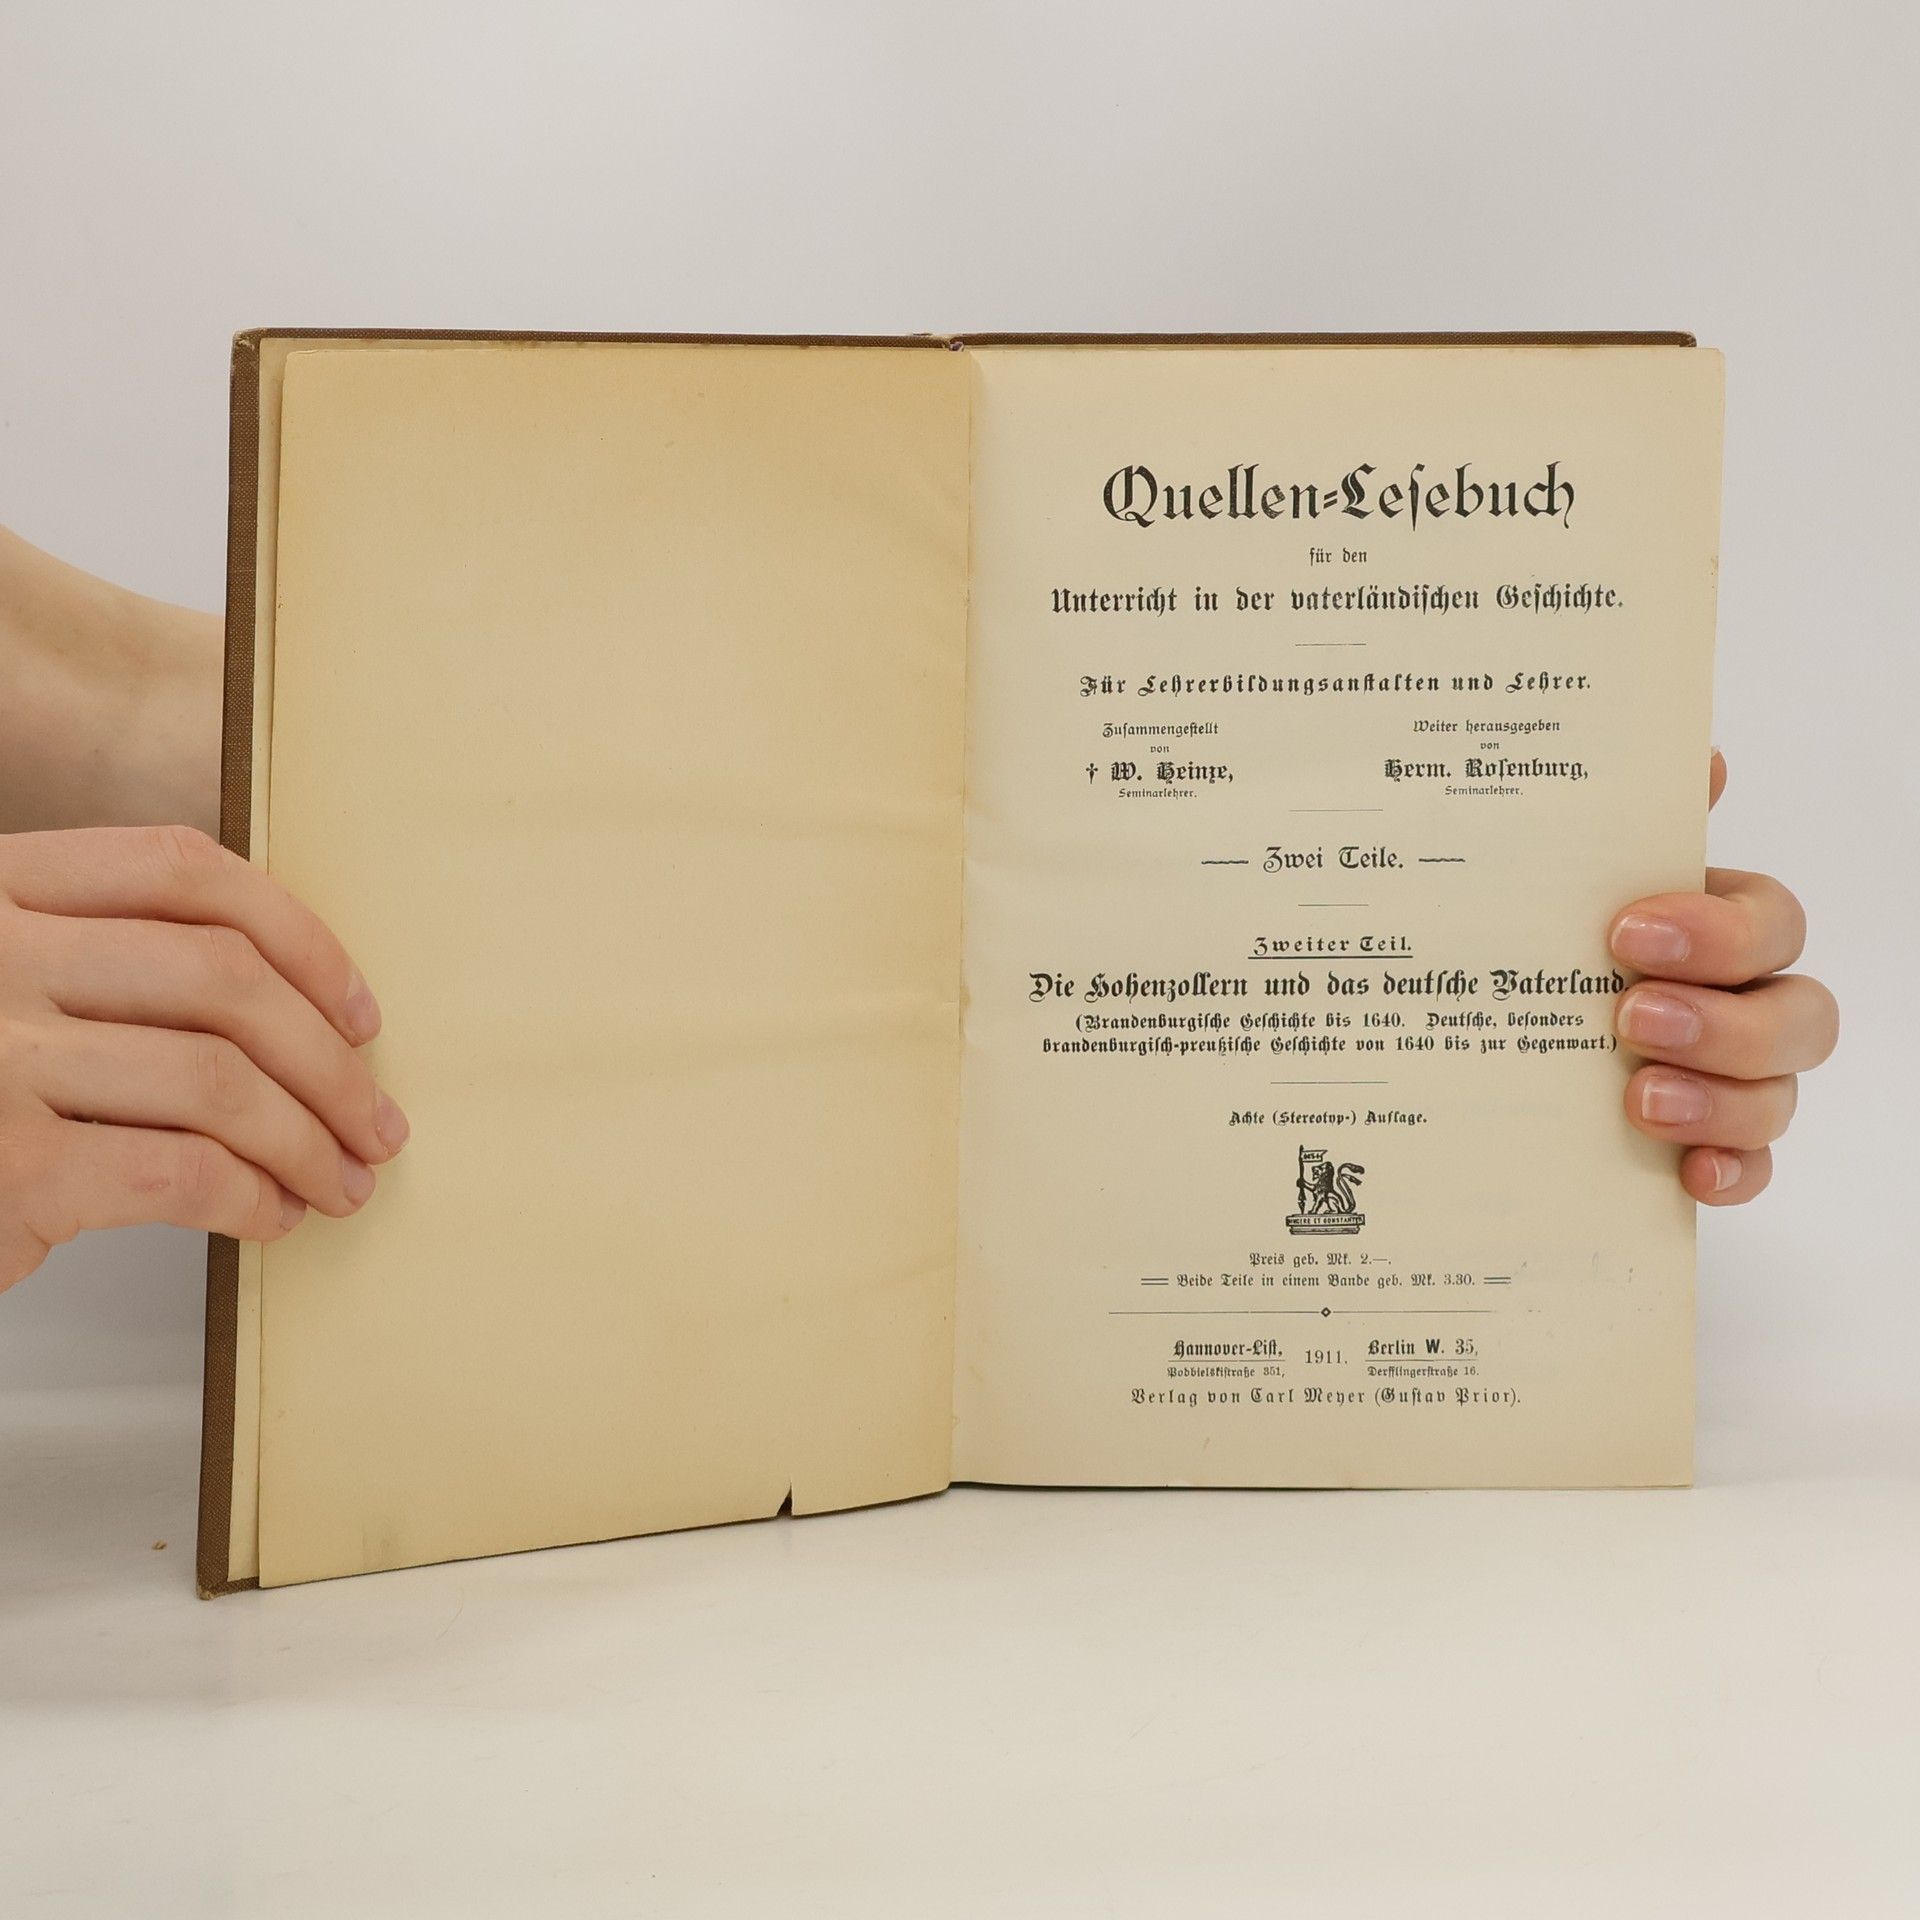 Quellen=Leſebuch
für den
Unterricht in der vaterländiſchen Geſchichte.
Für Lehrerbildungsanſtalten und Lehrer.
Zuſammengeſtellt
von
† W. Heinze,
Seminarlehrer.
Weiter herausgegeben
von
Herm. Roſenburg,
Seminarlehrer.
Zwei Teile.
Zweiter Teil.
Die Hohenzollern und das deutſche Vaterland.
(Brandenburgiſche Geſchichte bis 1640. Deutſche, beſonders
brandenburgiſch-preußiſche Geſchichte von 1640 bis zur Gegenwart.)
Achte (Stereotyp-) Auflage.
SINCERE ET CONSTANTER
Preis geb. Mk. 2.—.
Beide Teile in einem Bande geb. Mk. 3.30.
Hannover-Liſt,
Podbielskiſtraße 351,
1911.
Berlin W. 35,
Derfflingerſtraße 16.
Verlag von Carl Meyer (Guſtav Prior).